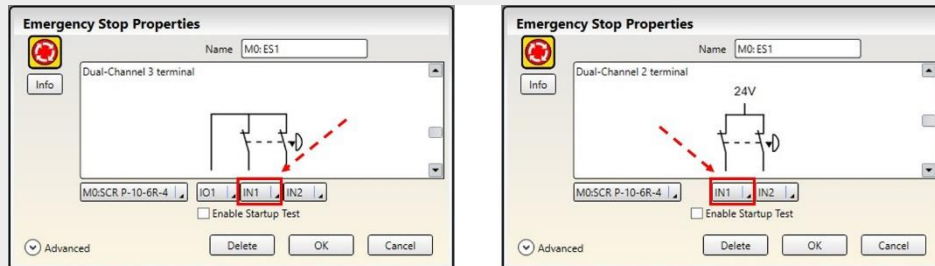 Emergency Stop Properties
Name M0:ES1
Info
Dual-Channel 3 terminal
M0:SCR P-10-6R-4 IO1 IN1 IN2
Enable Startup Test
Advanced Delete OK Cancel
Emergency Stop Properties
Name M0:ES1
Info
Dual-Channel 2 terminal
24V
M0:SCR P-10-6R-4 IN1 IN2
Enable Startup Test
Advanced Delete OK Cancel